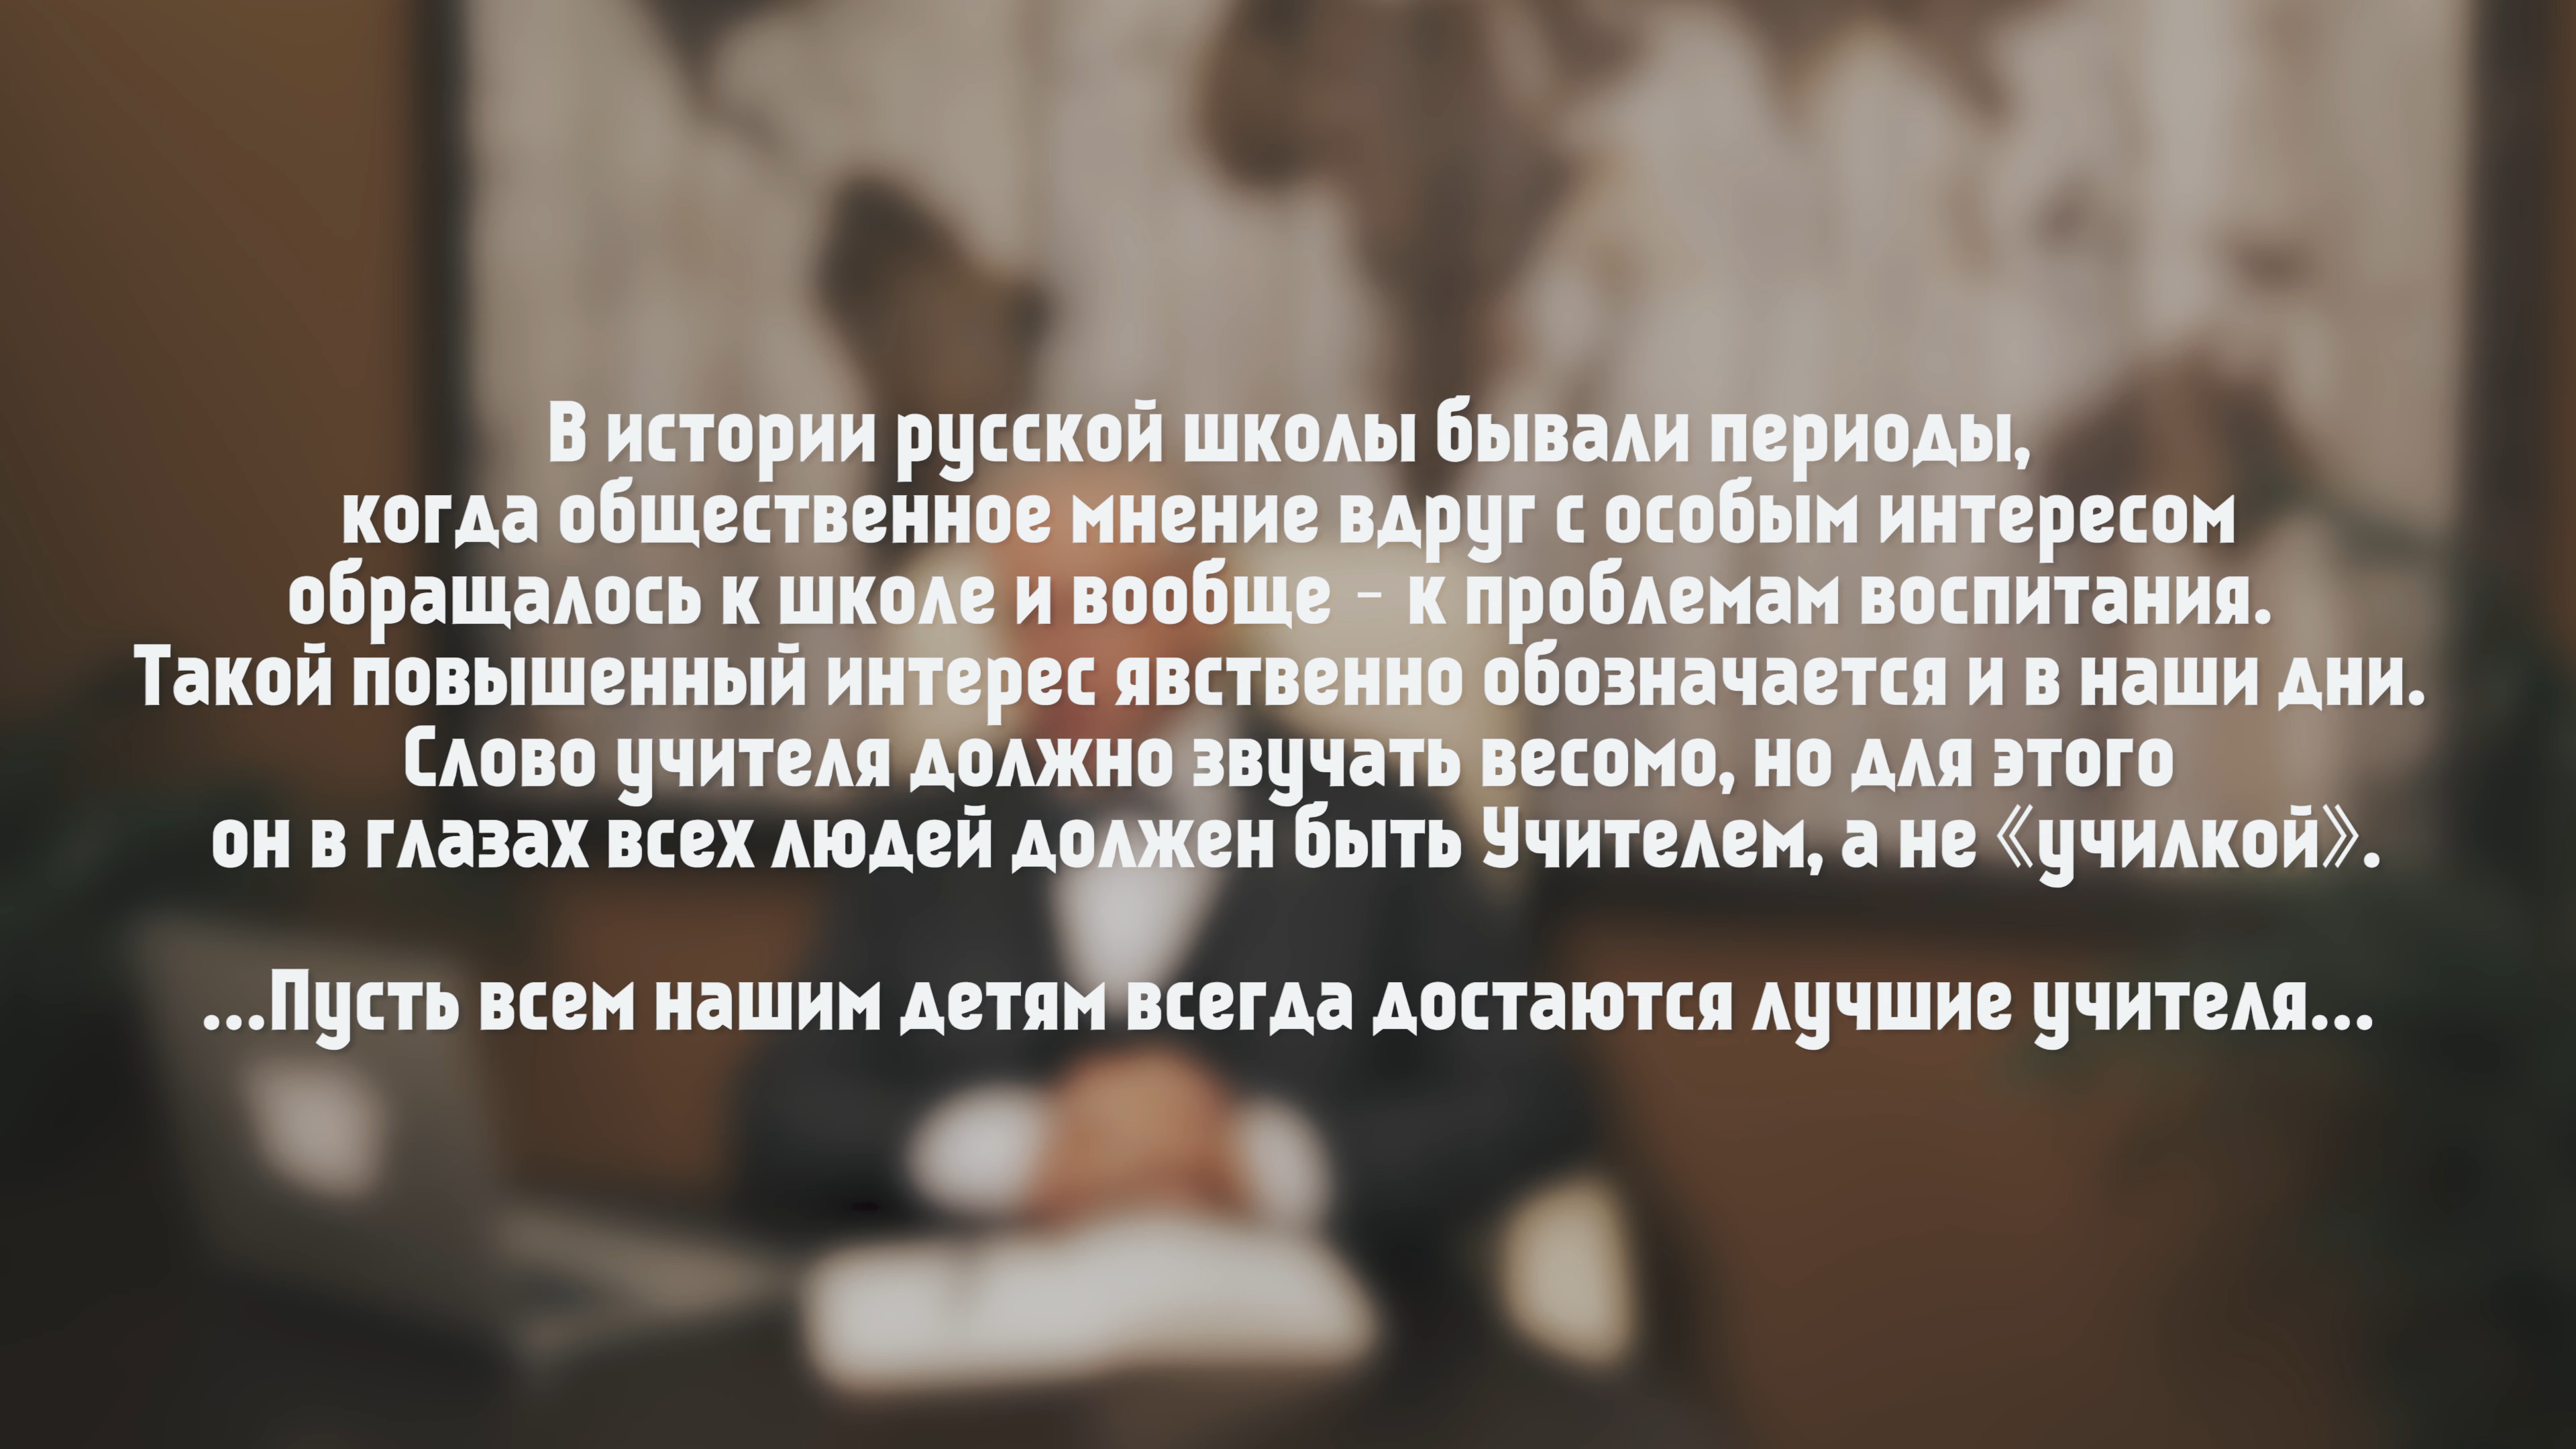 В истории русской школы бывали периоды,
когда общественное мнение вдруг с особым интересом
обращалось к школе и вообще - к проблемам воспитания.
Такой повышенный интерес явственно обозначается и в наши дни.
Слово учителя должно звучать весомо, но для этого
он в глазах всех людей должен быть Учителем, а не《училкой》.
...Пусть всем нашим детям всегда достаются лучшие учителя...